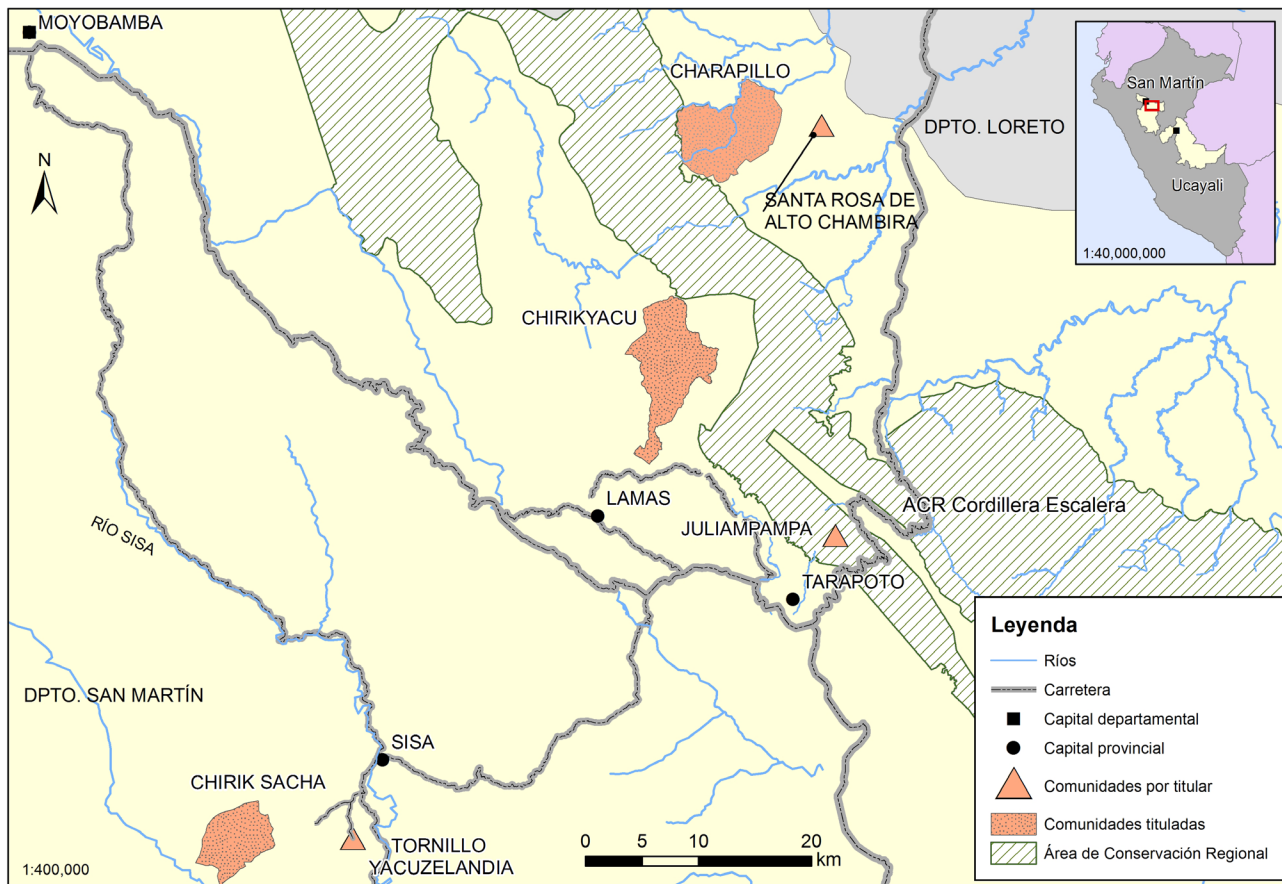 MOYOBAMBA
CHARAPILLO
San Martín
N
DPTO. LORETO
SANTA ROSA DE
ALTO CHAMBIRA
Ucayali
1:40,000,000
CHIRIKYACU
LAMAS
ACR Cordillera Escalera
JULIAMPAMPA
RÍO SISA
TARAPOTO
DPTO. SAN MARTÍN
SISA
CHIRIK SACHA
TORNILLO
YACUZELANDIA
1:400,000
0 5 10 20
km
Leyenda
Ríos
Carretera
Capital departamental
Capital provincial
Comunidades por titular
Comunidades tituladas
Área de Conservación Regional